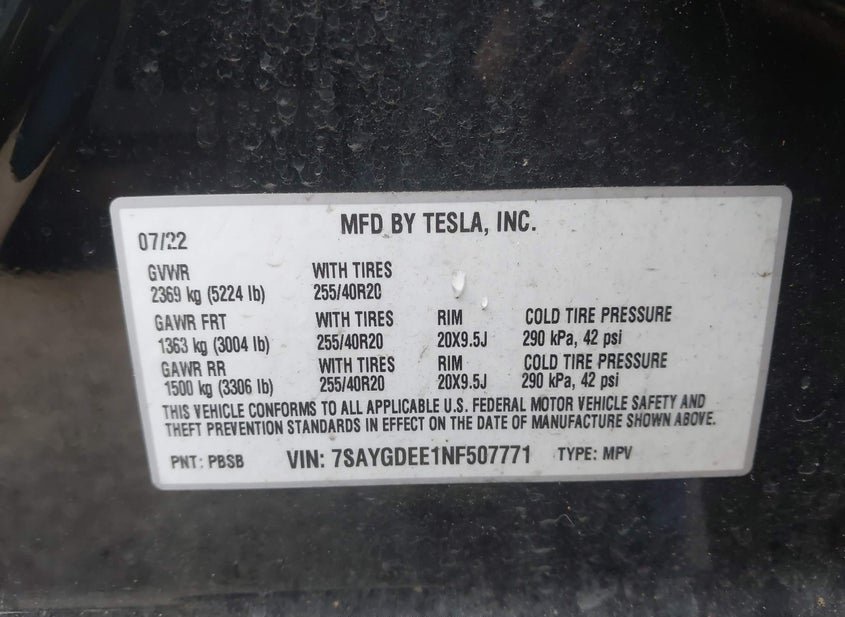 MFD BY TESLA, INC.
07/22
GVWR WITH TIRES
2369 kg (5224 lb) 255/40R20
GAWR FRT WITH TIRES RIM COLD TIRE PRESSURE
1363 kg (3004 lb) 255/40R20 20X9.5J 290 kPa, 42 psi
GAWR RR WITH TIRES RIM COLD TIRE PRESSURE
1500 kg (3306 lb) 255/40R20 20X9.5J 290 kPa, 42 psi
THIS VEHICLE CONFORMS TO ALL APPLICABLE U.S. FEDERAL MOTOR VEHICLE SAFETY AND
THEFT PREVENTION STANDARDS IN EFFECT ON THE DATE OF MANUFACTURE SHOWN ABOVE.
PNT: PBSB VIN: 7SAYGDEE1NF507771 TYPE: MPV